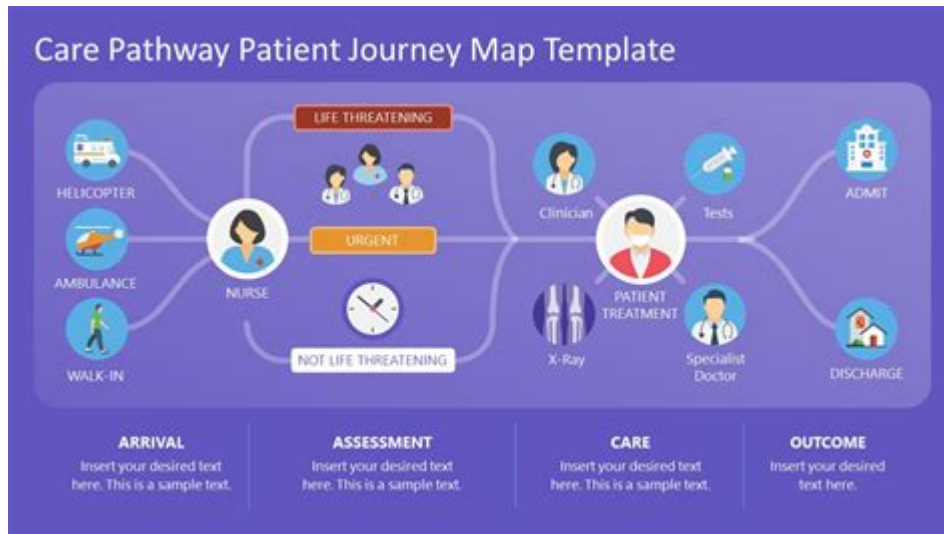 Care Pathway Patient Journey Map Template
LIFE THREATENING
HELICOPTER
Clinician
Tests
ADMIT
URGENT
AMBULANCE
NURSE
PATIENT
TREATMENT
NOT LIFE THREATENING
X-Ray
Specialist
Doctor
WALK-IN
DISCHARGE
ARRIVAL
Insert your desired text
here. This is a sample text.
ASSESSMENT
Insert your desired text
here. This is a sample text.
CARE
Insert your desired text
here. This is a sample text.
OUTCOME
Insert your desired
text here.